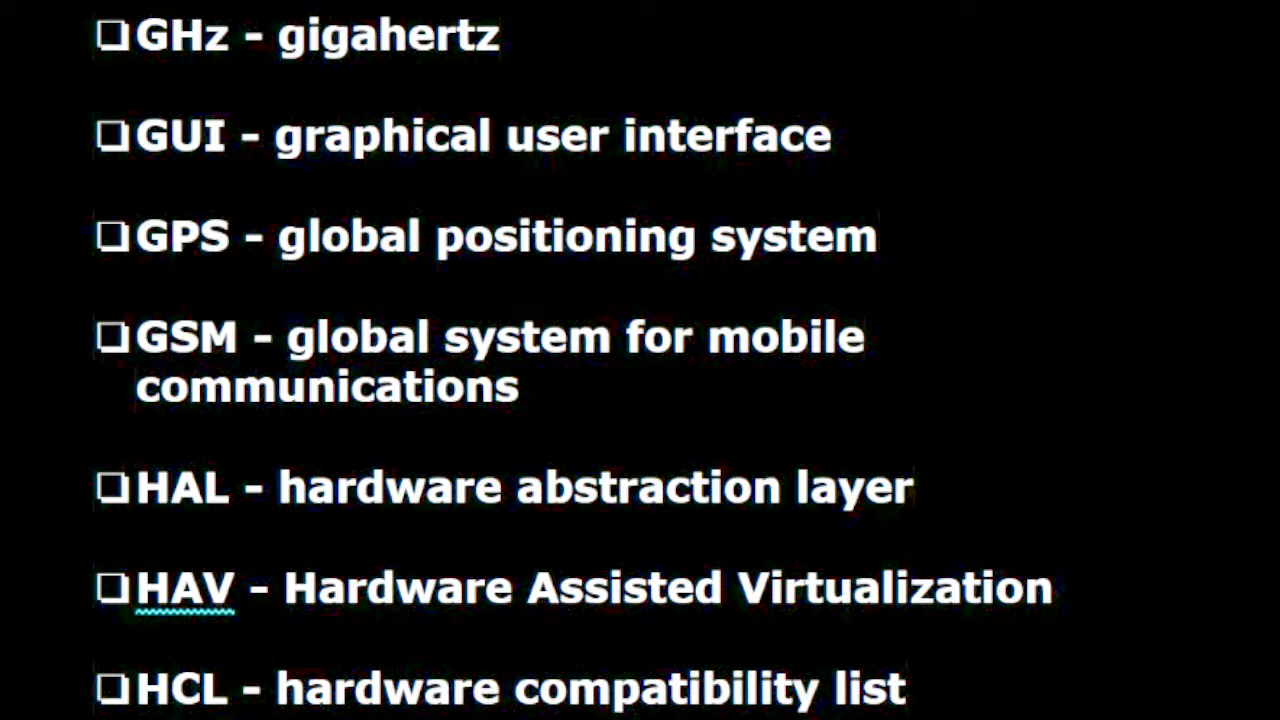 ❏GHz - gigahertz
❏GUI - graphical user interface
❏GPS - global positioning system
❏GSM - global system for mobile
communications
❏HAL - hardware abstraction layer
❏HAV - Hardware Assisted Virtualization
❏HCL - hardware compatibility list